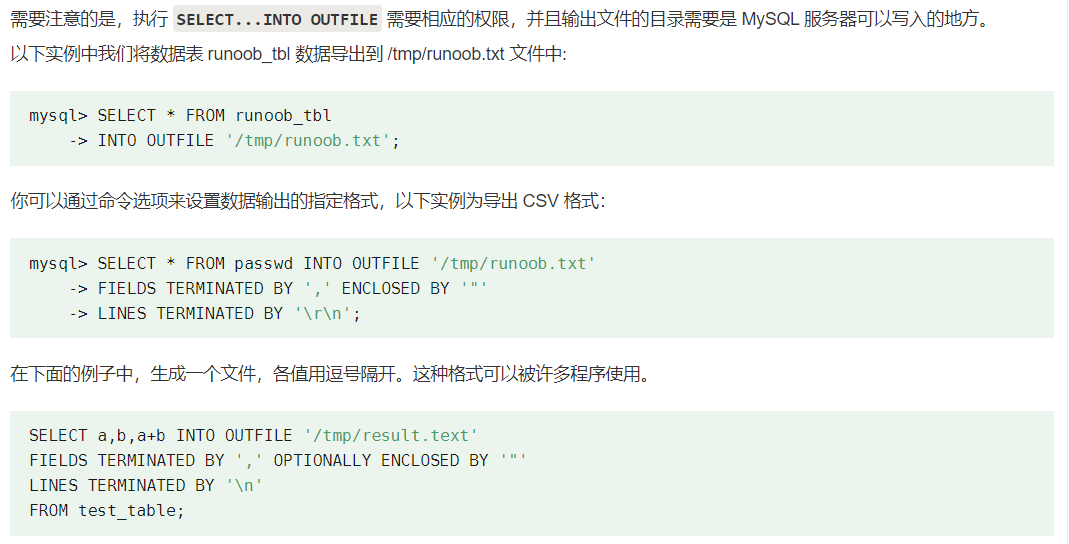 需要注意的是，执行 SELECT...INTO OUTFILE 需要相应的权限，并且输出文件的目录需要是 MySQL 服务器可以写入的地方。
以下实例中我们将数据表 runoob_tbl 数据导出到 /tmp/runoob.txt 文件中:
mysql> SELECT * FROM runoob_tbl
    -> INTO OUTFILE '/tmp/runoob.txt';
你可以通过命令选项来设置数据输出的指定格式，以下实例为导出 CSV 格式：
mysql> SELECT * FROM passwd INTO OUTFILE '/tmp/runoob.txt'
    -> FIELDS TERMINATED BY ',' ENCLOSED BY '"'
    -> LINES TERMINATED BY '\r\n';
在下面的例子中，生成一个文件，各值用逗号隔开。这种格式可以被许多程序使用。
SELECT a,b,a+b INTO OUTFILE '/tmp/result.text'
FIELDS TERMINATED BY ',' OPTIONALLY ENCLOSED BY '"'
LINES TERMINATED BY '\n'
FROM test_table;